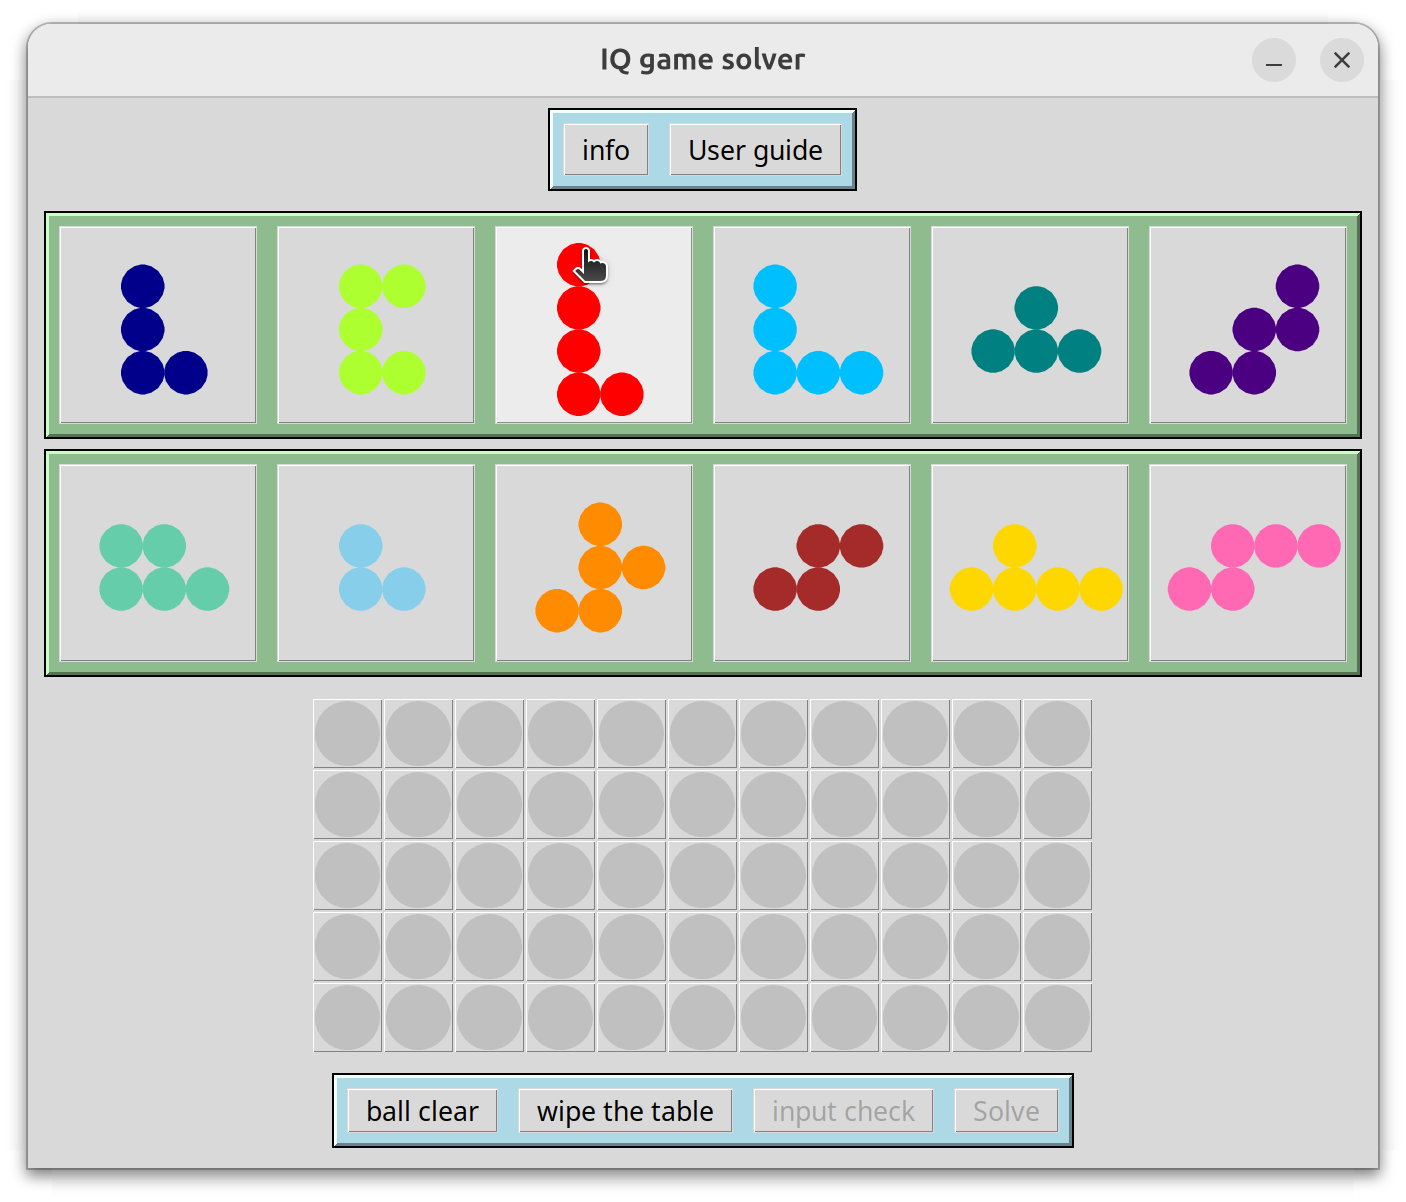 IQ game solver
info User guide
ball clear wipe the table input check Solve